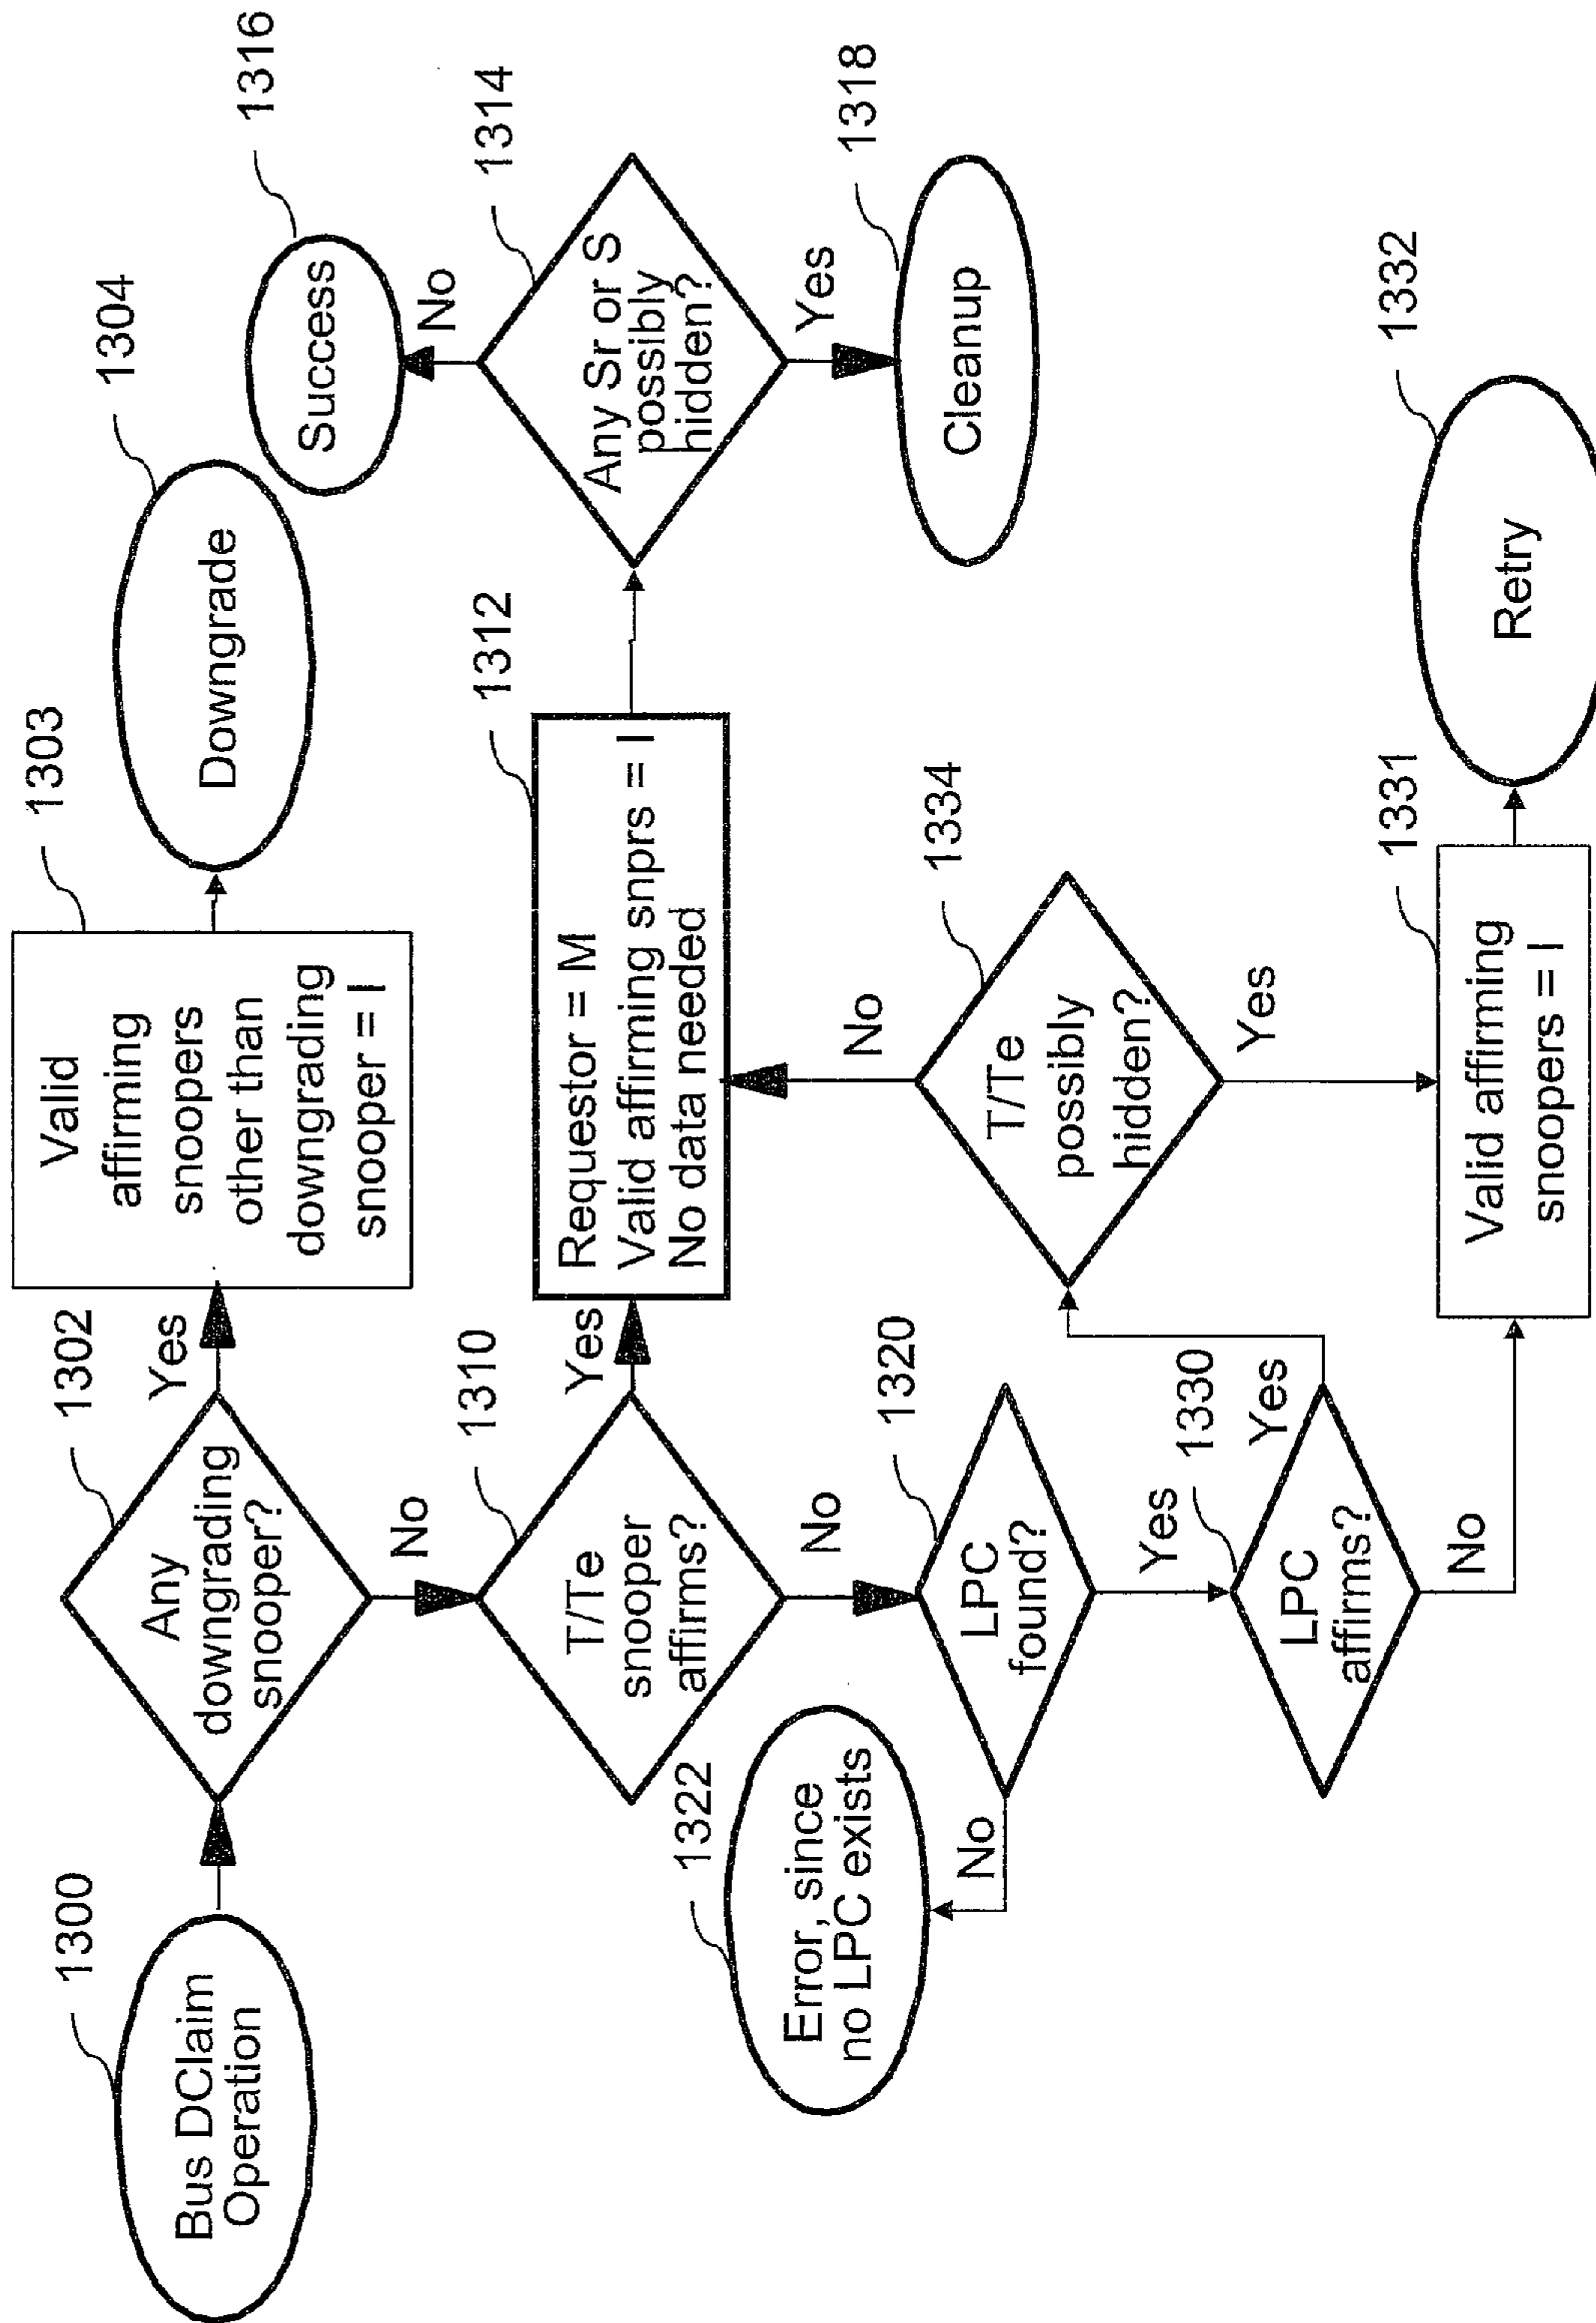 1300
Bus DClaim
Operation
1302
Any
downgrading
snooper?
Yes
No
1303
Valid
affirming
snoopers
other than
downgrading
snooper = I
1304
Downgrade
1310
T/Te
snooper
affirms?
Yes
No
1312
Requestor = M
Valid affirming snprs = I
No data needed
1314
Any Sr or S
possibly
hidden?
No
Yes
1316
Success
1318
Cleanup
1320
LPC
found?
No
Yes
1322
Error, since
no LPC exists
1330
LPC
affirms?
Yes
No
1334
T/Te
possibly
hidden?
No
Yes
1331
Valid affirming
snoopers = I
1332
Retry